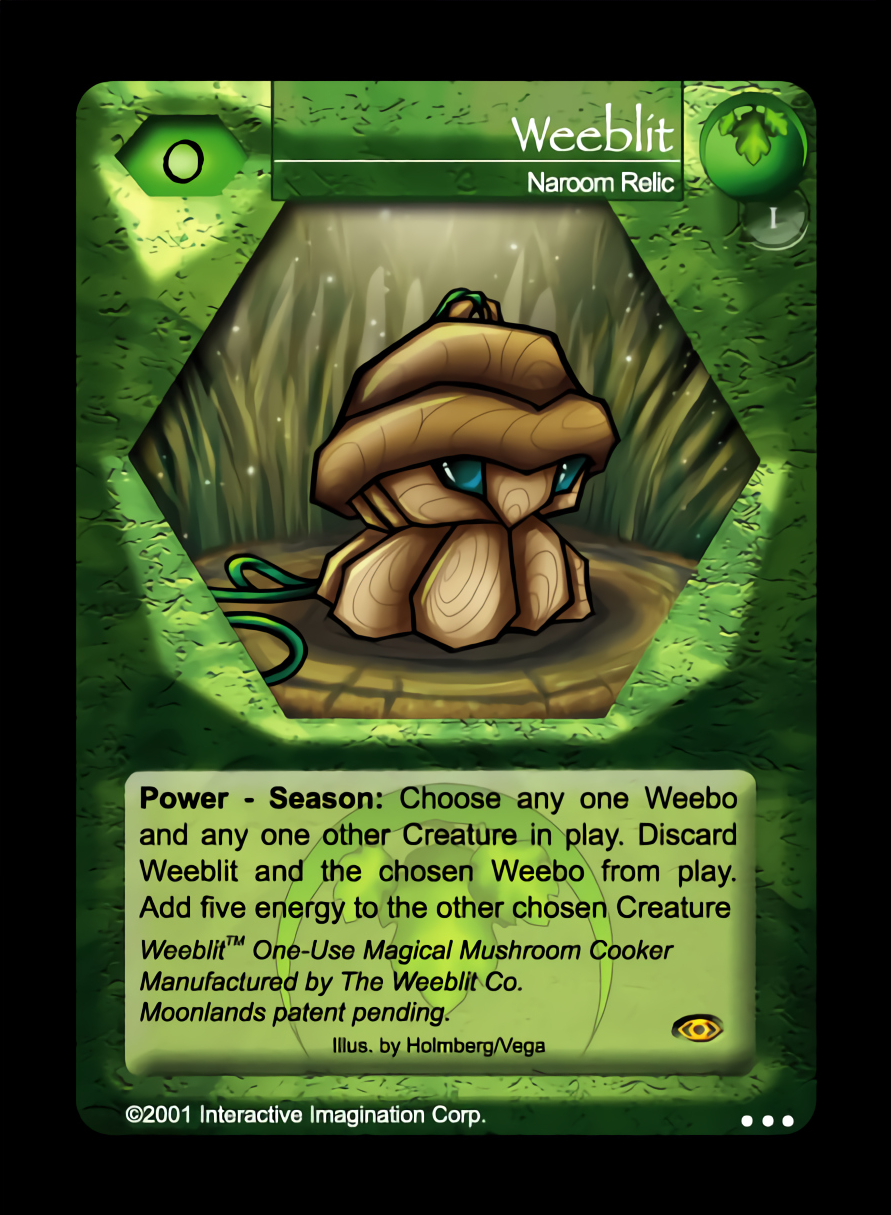 0
Weeblit
Naroom Relic
I
Power - Season: Choose any one Weebo
and any one other Creature in play. Discard
Weeblit and the chosen Weebo from play.
Add five energy to the other chosen Creature
Weeblit™ One-Use Magical Mushroom Cooker
Manufactured by The Weeblit Co.
Moonlands patent pending.
Illus. by Holmberg/Vega
©2001 Interactive Imagination Corp.